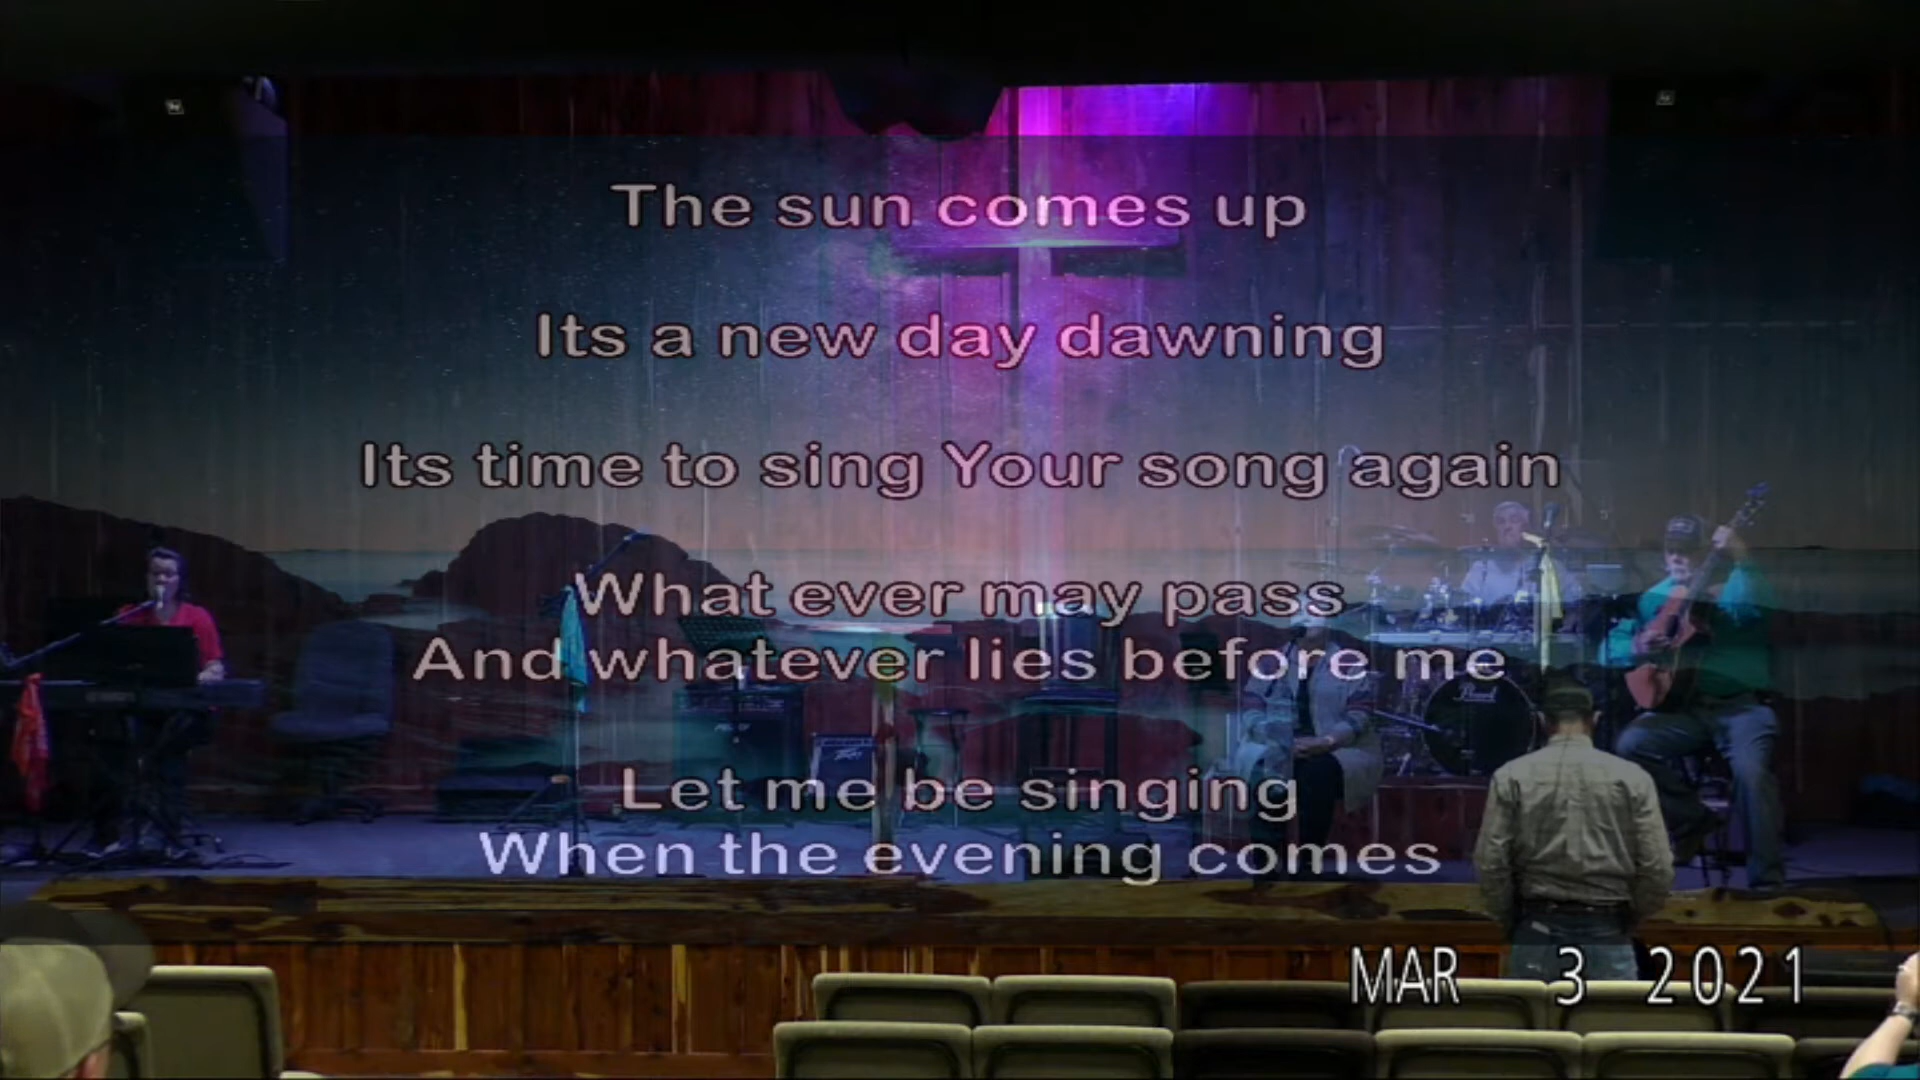 The sun comes up
Its a new day dawning
Its time to sing Your song again
What ever may pass
And whatever lies before me
Let me be singing
When the evening comes
Pearl
MAR 3 2021